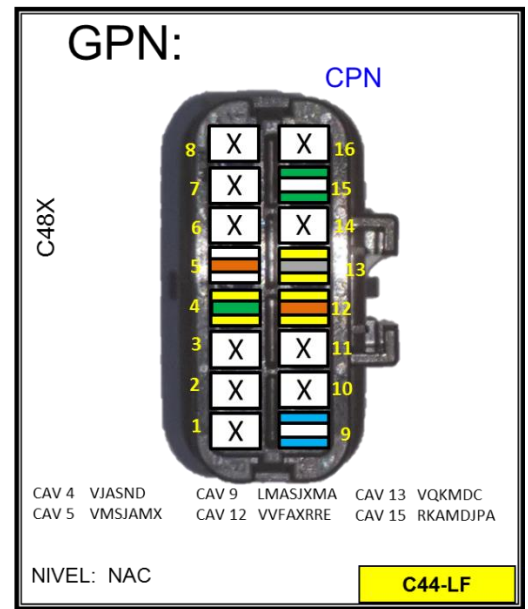 GPN:
CPN
C48X
8 X X 16
7 X 15
6 X X 14
5 13
4 12
3 X X 11
2 X X 10
1 X 9
CAV 4 VJASND CAV 9 LMASJXMA CAV 13 VQKMDC
CAV 5 VMSJAMX CAV 12 VVFAXRRE CAV 15 RKAMDJPA
NIVEL: NAC
C44-LF